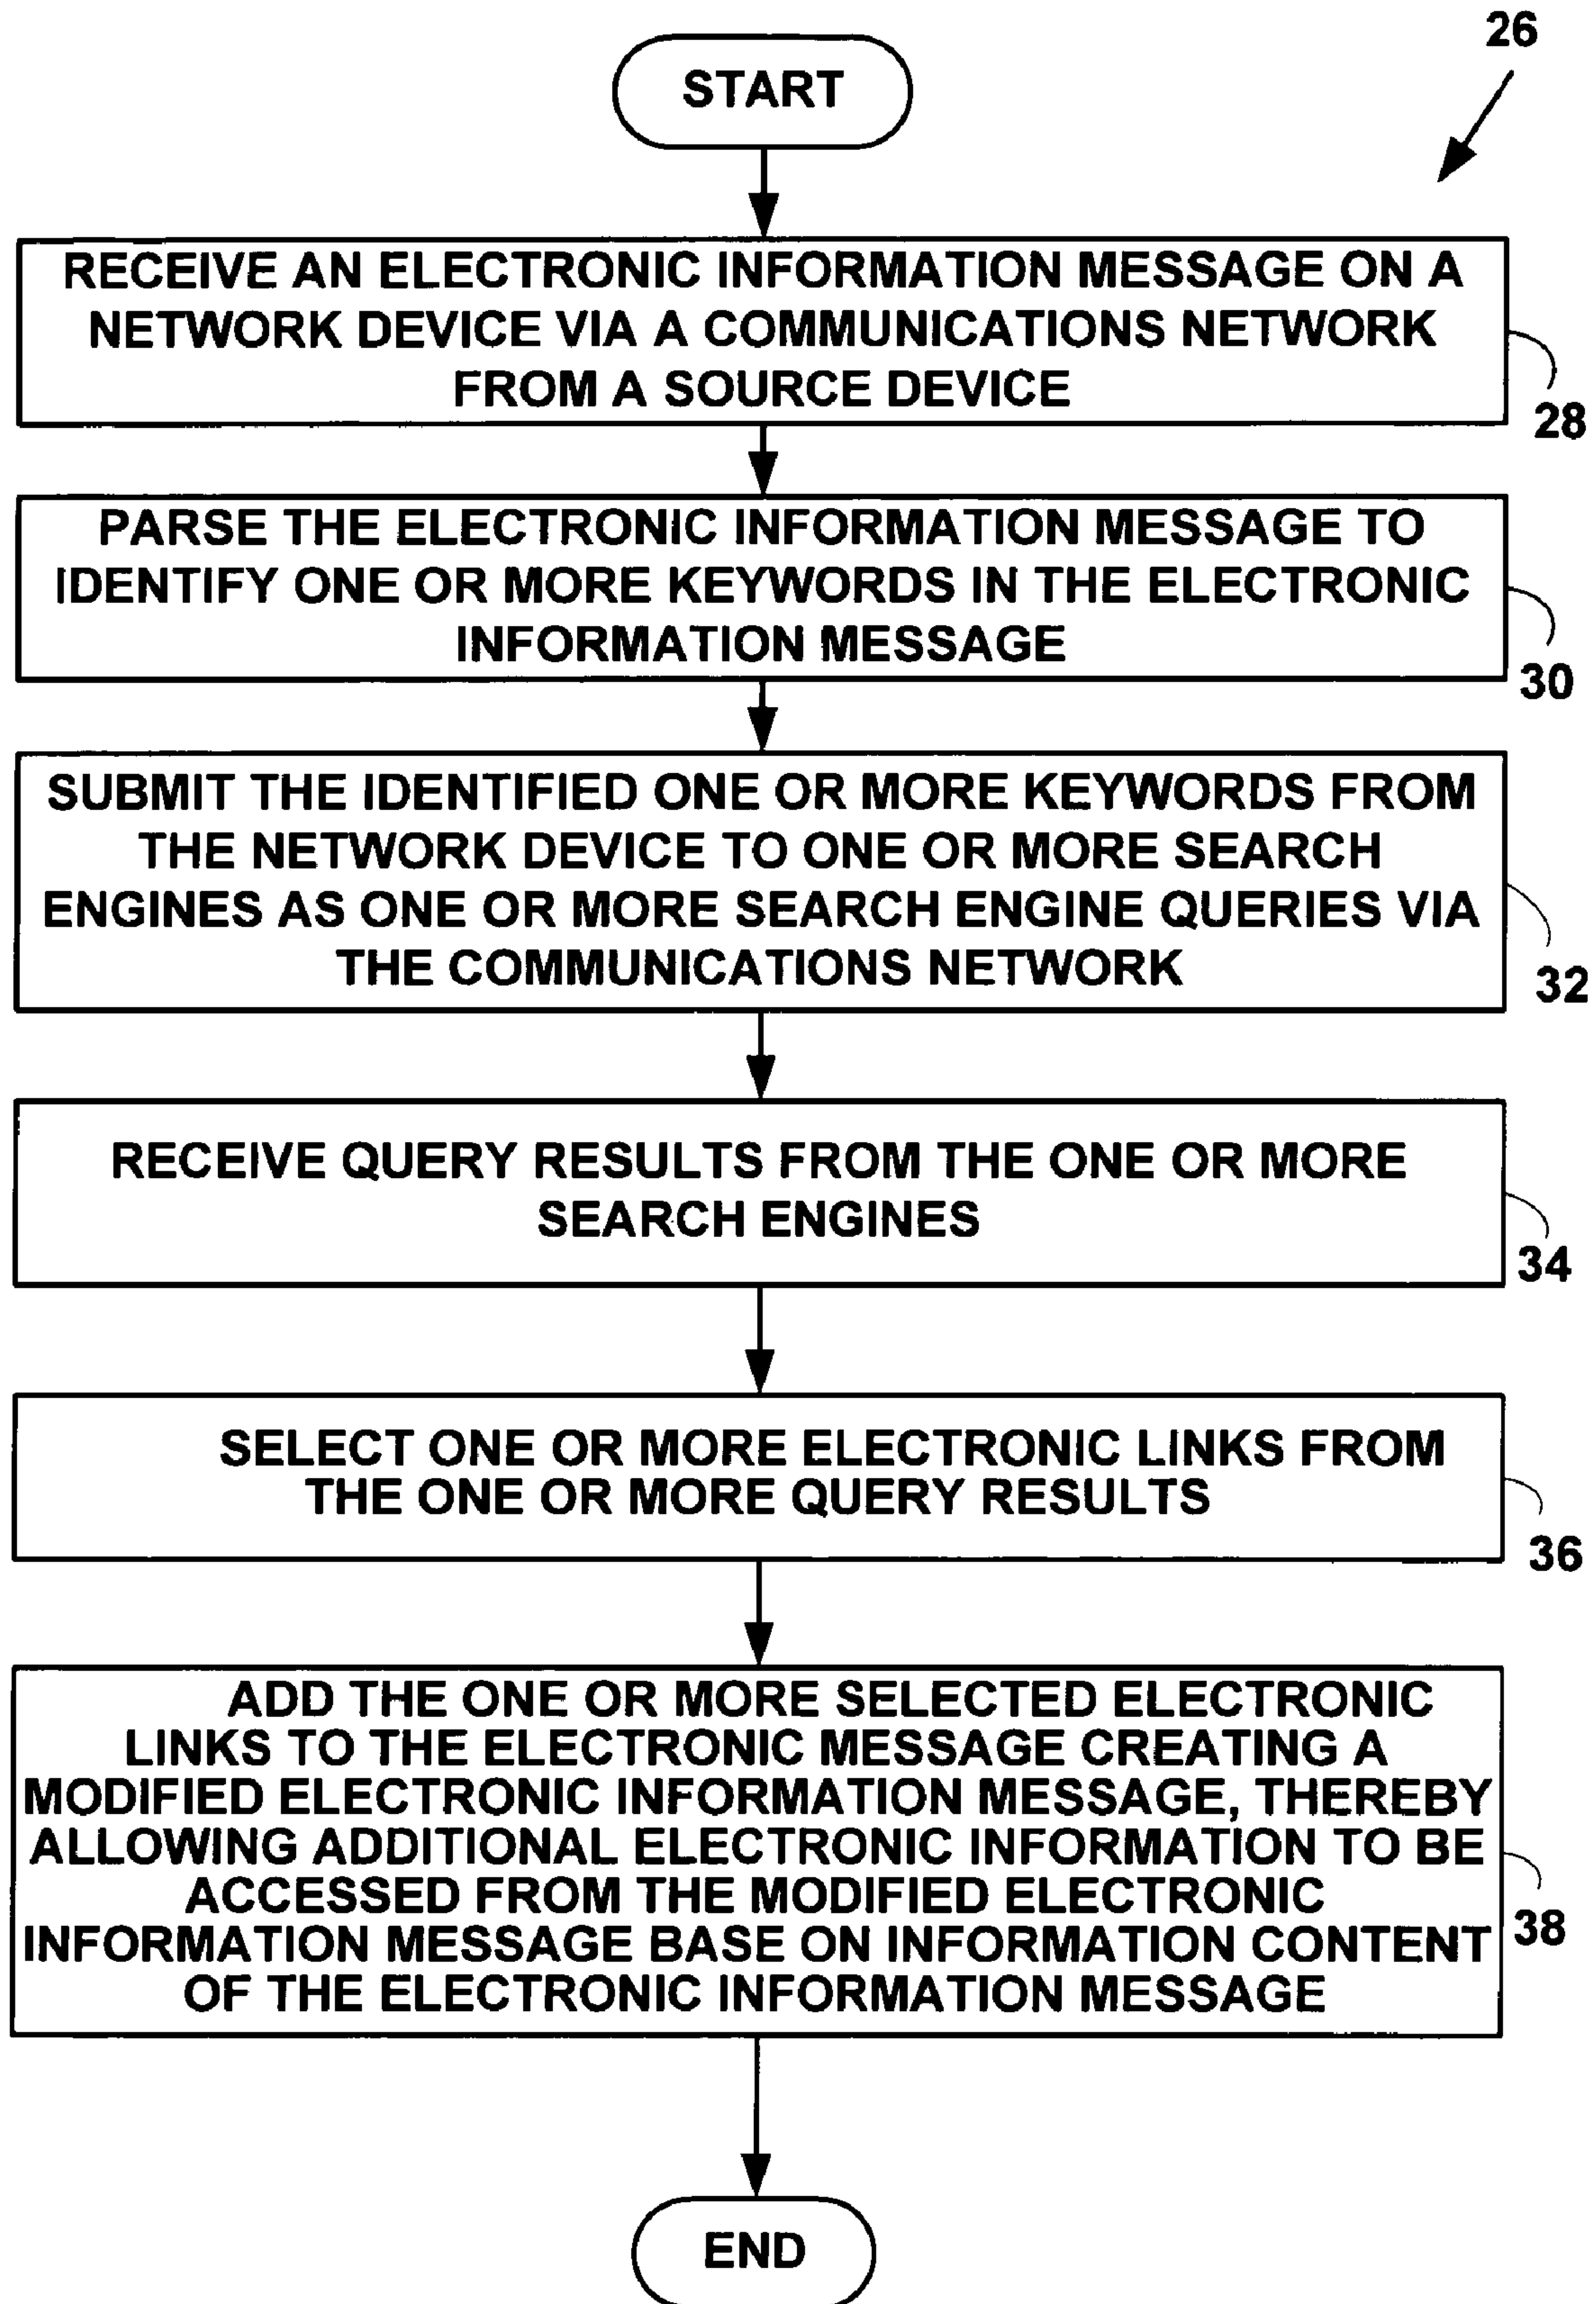 26
START
RECEIVE AN ELECTRONIC INFORMATION MESSAGE ON A
NETWORK DEVICE VIA A COMMUNICATIONS NETWORK
FROM A SOURCE DEVICE
28
PARSE THE ELECTRONIC INFORMATION MESSAGE TO
IDENTIFY ONE OR MORE KEYWORDS IN THE ELECTRONIC
INFORMATION MESSAGE
30
SUBMIT THE IDENTIFIED ONE OR MORE KEYWORDS FROM
THE NETWORK DEVICE TO ONE OR MORE SEARCH
ENGINES AS ONE OR MORE SEARCH ENGINE QUERIES VIA
THE COMMUNICATIONS NETWORK
32
RECEIVE QUERY RESULTS FROM THE ONE OR MORE
SEARCH ENGINES
34
SELECT ONE OR MORE ELECTRONIC LINKS FROM
THE ONE OR MORE QUERY RESULTS
36
ADD THE ONE OR MORE SELECTED ELECTRONIC
LINKS TO THE ELECTRONIC MESSAGE CREATING A
MODIFIED ELECTRONIC INFORMATION MESSAGE, THEREBY
ALLOWING ADDITIONAL ELECTRONIC INFORMATION TO BE
ACCESSED FROM THE MODIFIED ELECTRONIC
INFORMATION MESSAGE BASE ON INFORMATION CONTENT
OF THE ELECTRONIC INFORMATION MESSAGE
38
END